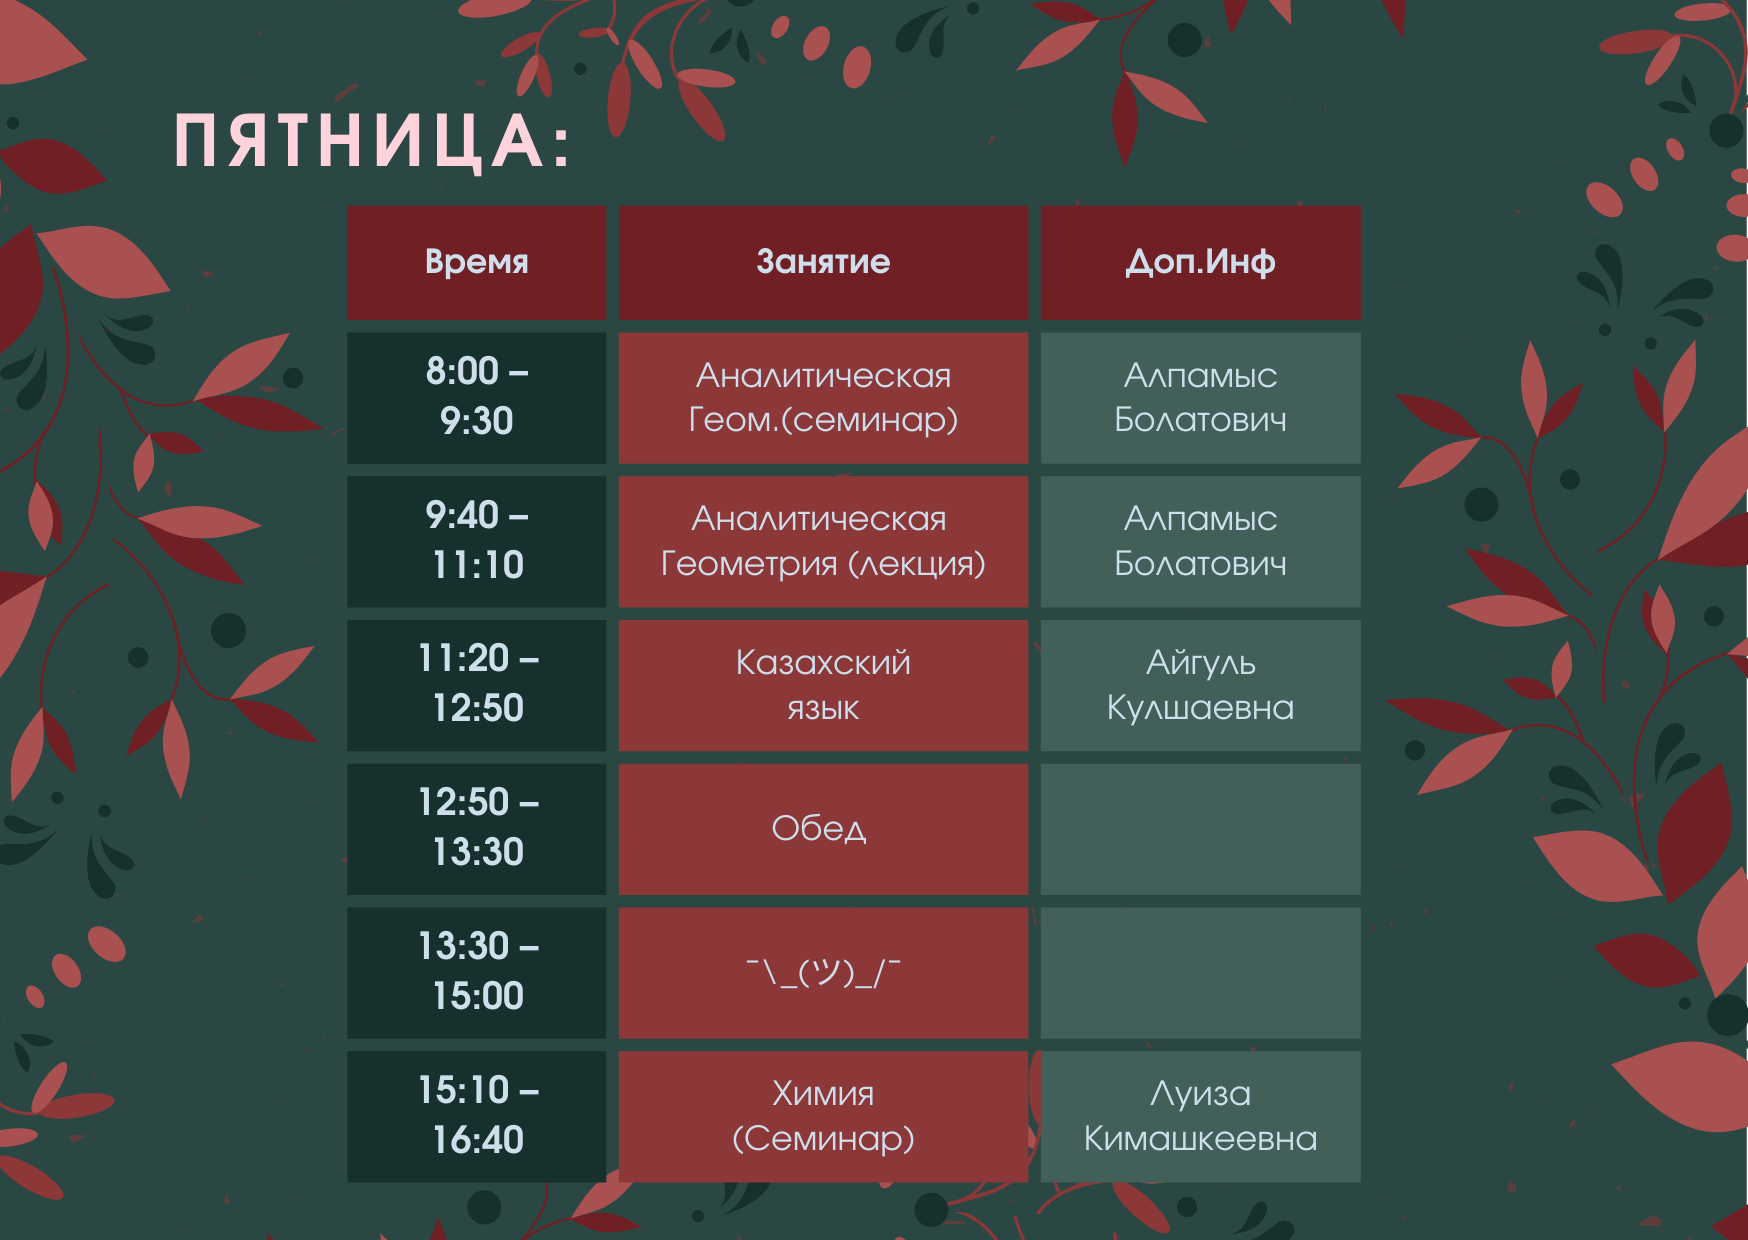 ПЯТНИЦА:
Время
Занятие
Доп.Инф
8:00 –
9:30
Аналитическая
Геом.(семинар)
Алпамыс
Болатович
9:40 –
11:10
Аналитическая
Геометрия (лекция)
Алпамыс
Болатович
11:20 –
12:50
Казахский
язык
Айгуль
Кулшаевна
12:50 –
13:30
Обед
13:30 –
15:00
¯\_(ツ)_/¯
15:10 –
16:40
Химия
(Семинар)
Луиза
Кимашкеевна